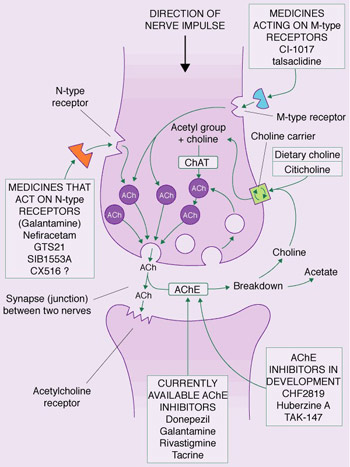 DIRECTION OF
NERVE IMPULSE
MEDICINES
ACTING ON M-type
RECEPTORS
CI-1017
talsaclidine
N-type
receptor
M-type receptor
Acetyl group
+ choline
Choline carrier
ChAT
Dietary choline
Citicholine
ACh
ACh
ACh
ACh
ACh
ACh
MEDICINES THAT
ACT ON N-type
RECEPTORS
(Galantamine)
Nefiracetam
GTS21
SIB1553A
CX516 ?
ACh
Choline
Acetate
ACh
AChE
Breakdown
Synapse (junction)
between two nerves
Acetylcholine
receptor
CURRENTLY
AVAILABLE AChE
INHIBITORS
Donepezil
Galantamine
Rivastigmine
Tacrine
AChE
INHIBITORS IN
DEVELOPMENT
CHF2819
Huberzine A
TAK-147